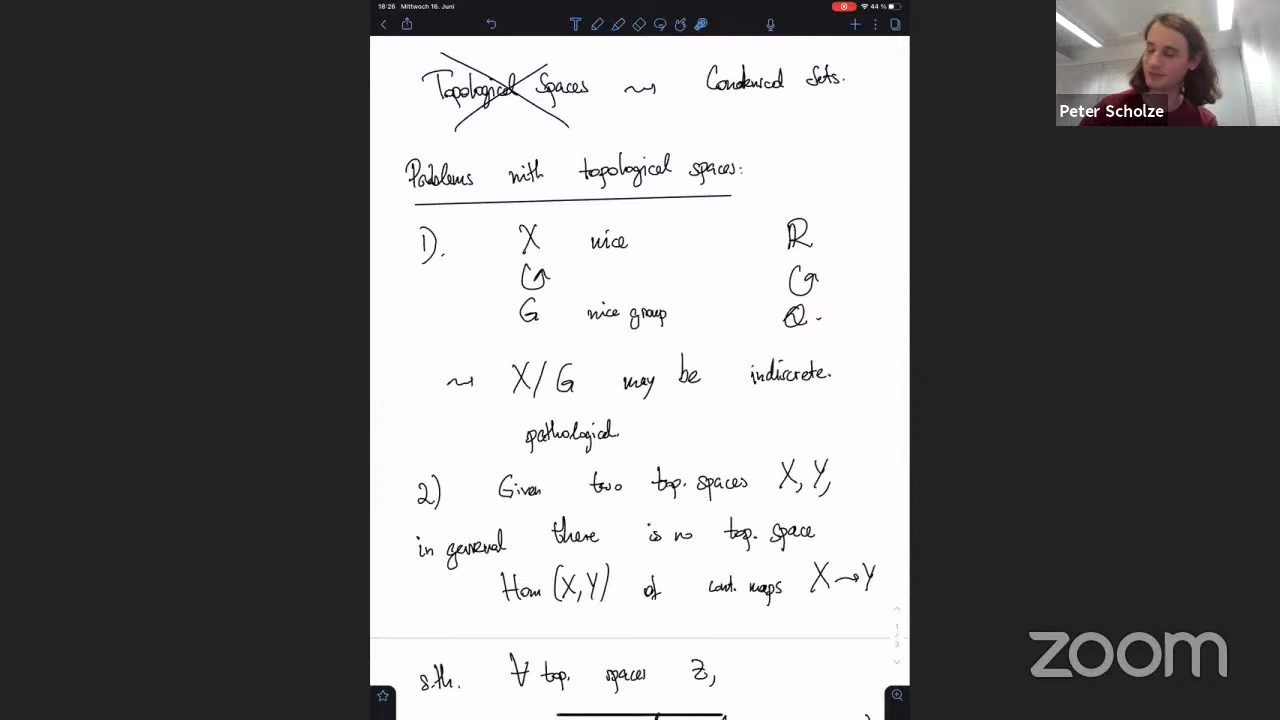 18:26 Mittwoch 16. Juni
44 %
Topological Spaces ⇝ Condensed Sets.
Problems with topological spaces:
1). X nice ℝ
G nice group ℚ.
⇝ X/G may be indiscrete.
pathological.
2) Given two top. spaces X, Y,
in general there is no top. space
Hom (X,Y) of cont. maps X → Y
s.th. ∀ top. spaces Z,
Peter Scholze
zoom